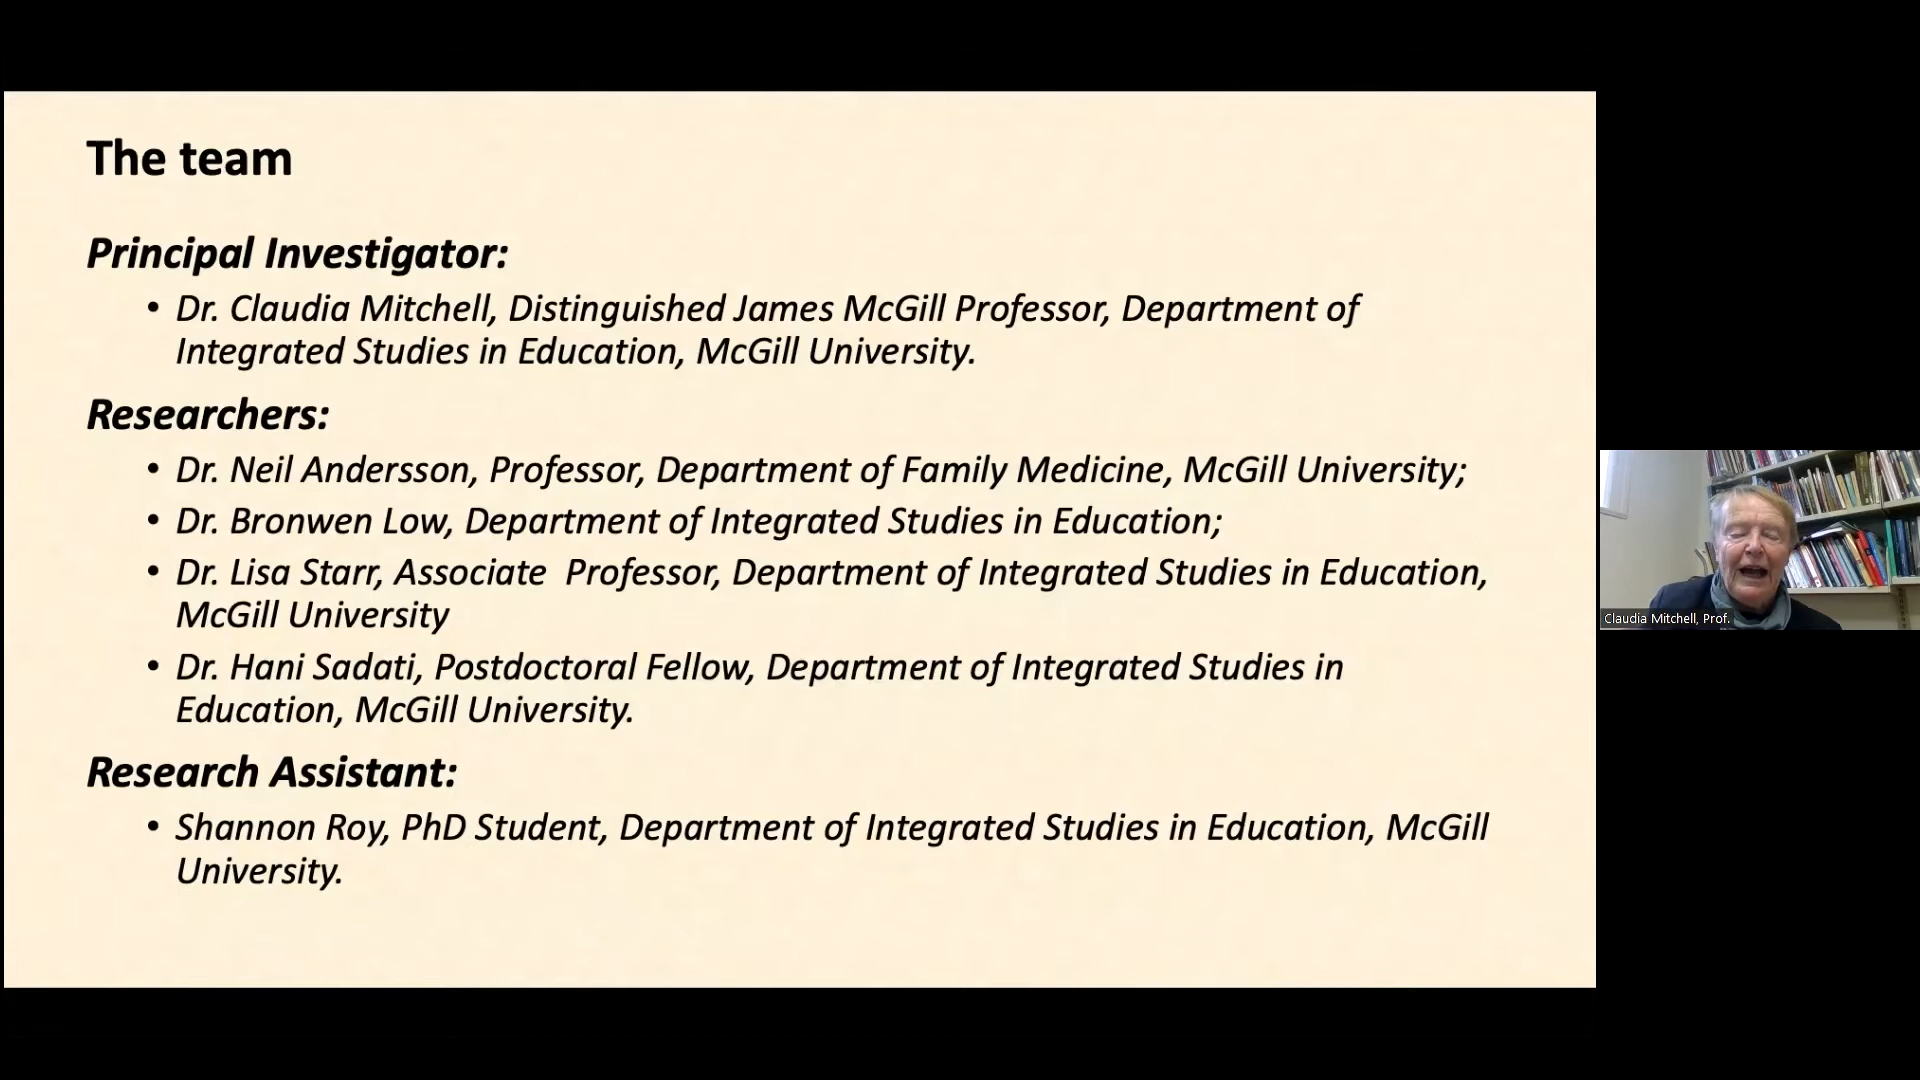 The team
Principal Investigator:
• Dr. Claudia Mitchell, Distinguished James McGill Professor, Department of
Integrated Studies in Education, McGill University.
Researchers:
• Dr. Neil Andersson, Professor, Department of Family Medicine, McGill University;
• Dr. Bronwen Low, Department of Integrated Studies in Education;
• Dr. Lisa Starr, Associate  Professor, Department of Integrated Studies in Education,
McGill University
• Dr. Hani Sadati, Postdoctoral Fellow, Department of Integrated Studies in
Education, McGill University.
Research Assistant:
• Shannon Roy, PhD Student, Department of Integrated Studies in Education, McGill
University.
Claudia Mitchell, Prof.